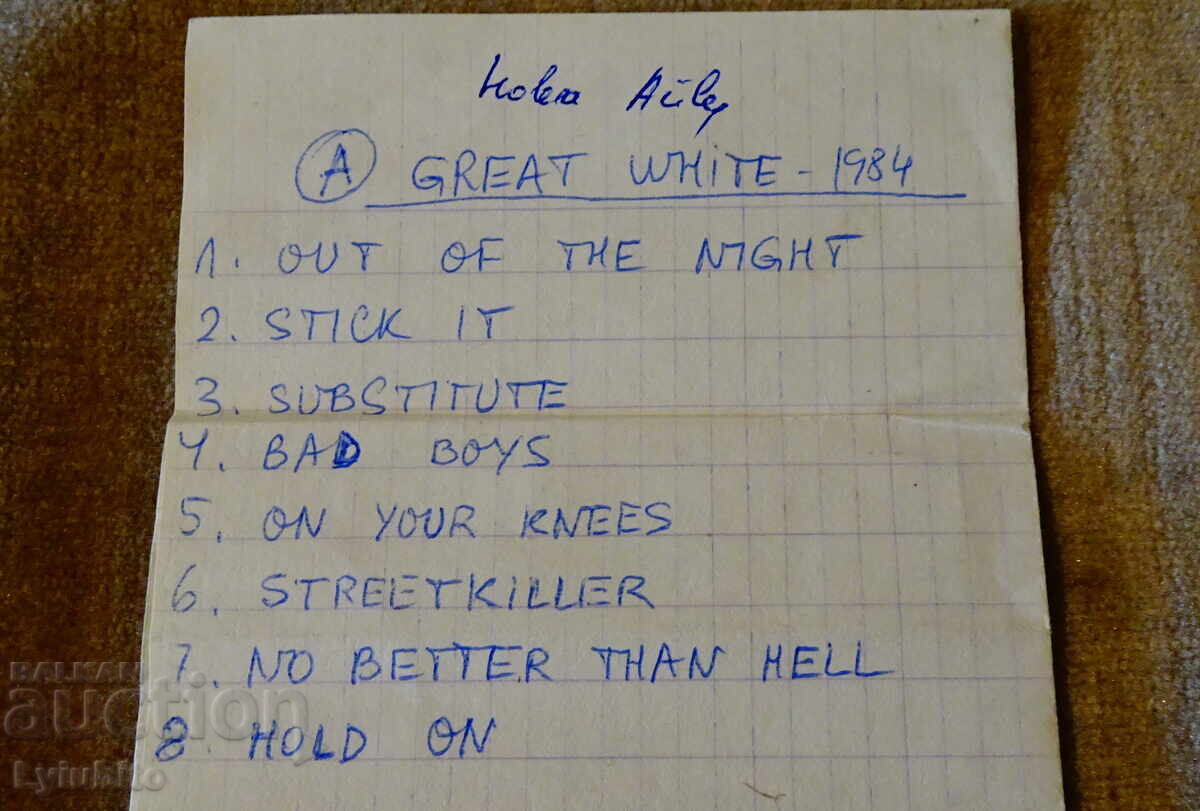 Ⓐ GREAT WHITE - 1984
1. OUT OF THE NIGHT
2. STICK IT
3. SUBSTITUTE
4. BAD BOYS
5. ON YOUR KNEES
6. STREETKILLER
7. NO BETTER THAN HELL
8 HOLD ON
BALKAN
auction
Lyiubito